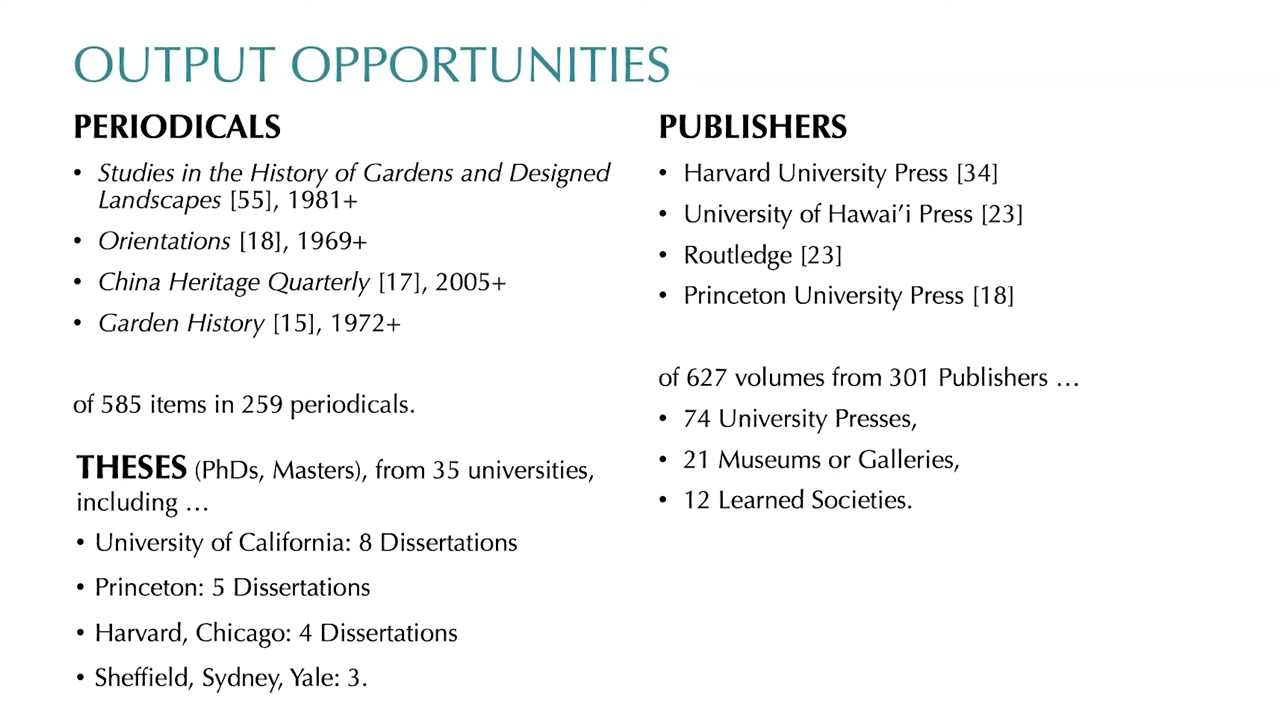 OUTPUT OPPORTUNITIES
PERIODICALS
• Studies in the History of Gardens and Designed
Landscapes [55], 1981+
• Orientations [18], 1969+
• China Heritage Quarterly [17], 2005+
• Garden History [15], 1972+
of 585 items in 259 periodicals.
THESES (PhDs, Masters), from 35 universities,
including …
• University of California: 8 Dissertations
• Princeton: 5 Dissertations
• Harvard, Chicago: 4 Dissertations
• Sheffield, Sydney, Yale: 3.
PUBLISHERS
• Harvard University Press [34]
• University of Hawai’i Press [23]
• Routledge [23]
• Princeton University Press [18]
of 627 volumes from 301 Publishers …
• 74 University Presses,
• 21 Museums or Galleries,
• 12 Learned Societies.